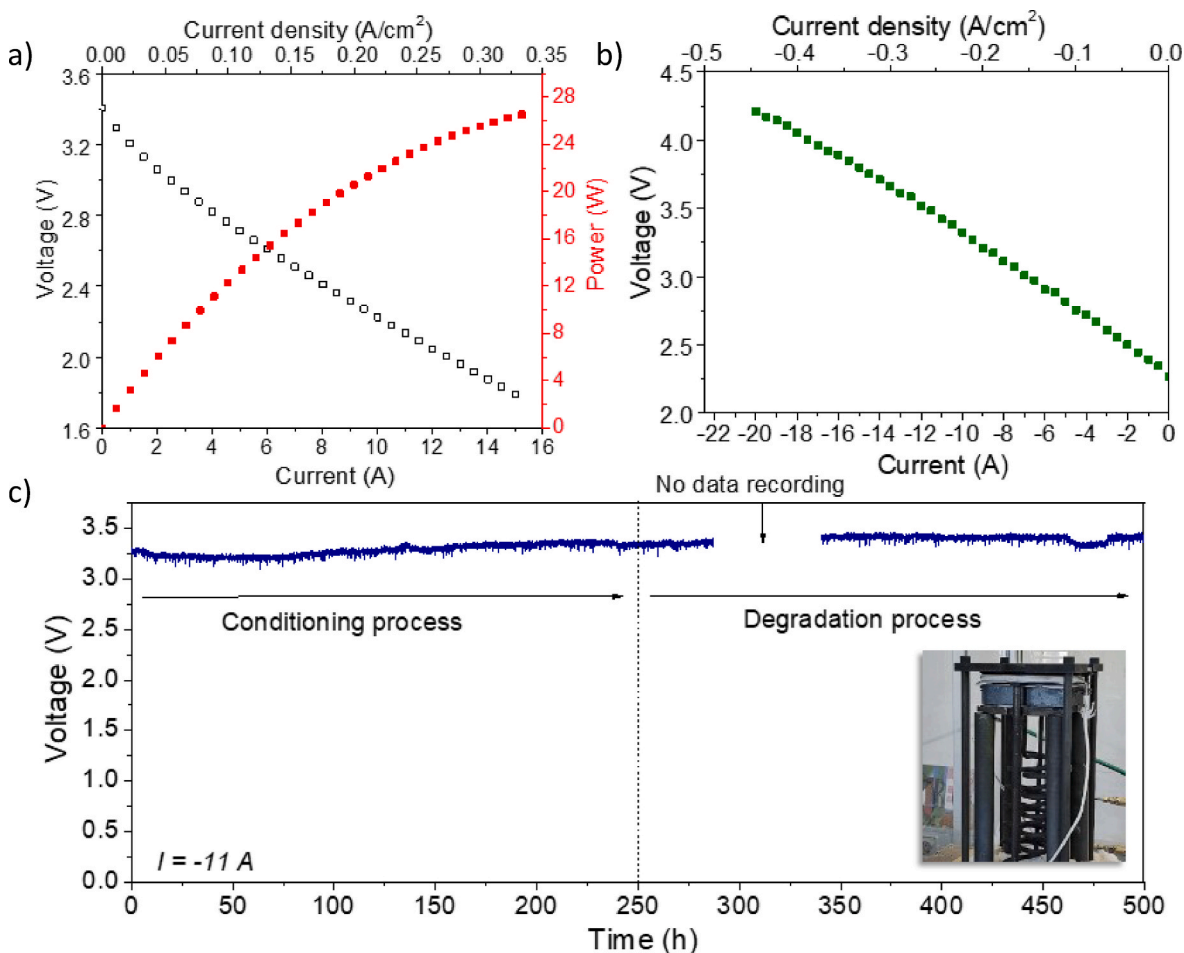 Current density (A/cm²)
a)
0.00 0.05 0.10 0.15 0.20 0.25 0.30 0.35
3.6
3.2
2.8
2.4
2.0
1.6
Voltage (V)
28
24
20
16
12
8
4
0
Power (W)
0 2 4 6 8 10 12 14 16
Current (A)
Current density (A/cm²)
b)
-0.5 -0.4 -0.3 -0.2 -0.1 0.0
4.5
4.0
3.5
3.0
2.5
2.0
Voltage (V)
-22 -20 -18 -16 -14 -12 -10 -8 -6 -4 -2 0
Current (A)
c)
No data recording
3.5
3.0
2.5
2.0
1.5
1.0
0.5
0.0
Voltage (V)
Conditioning process
Degradation process
I = -11 A
0 50 100 150 200 250 300 350 400 450 500
Time (h)